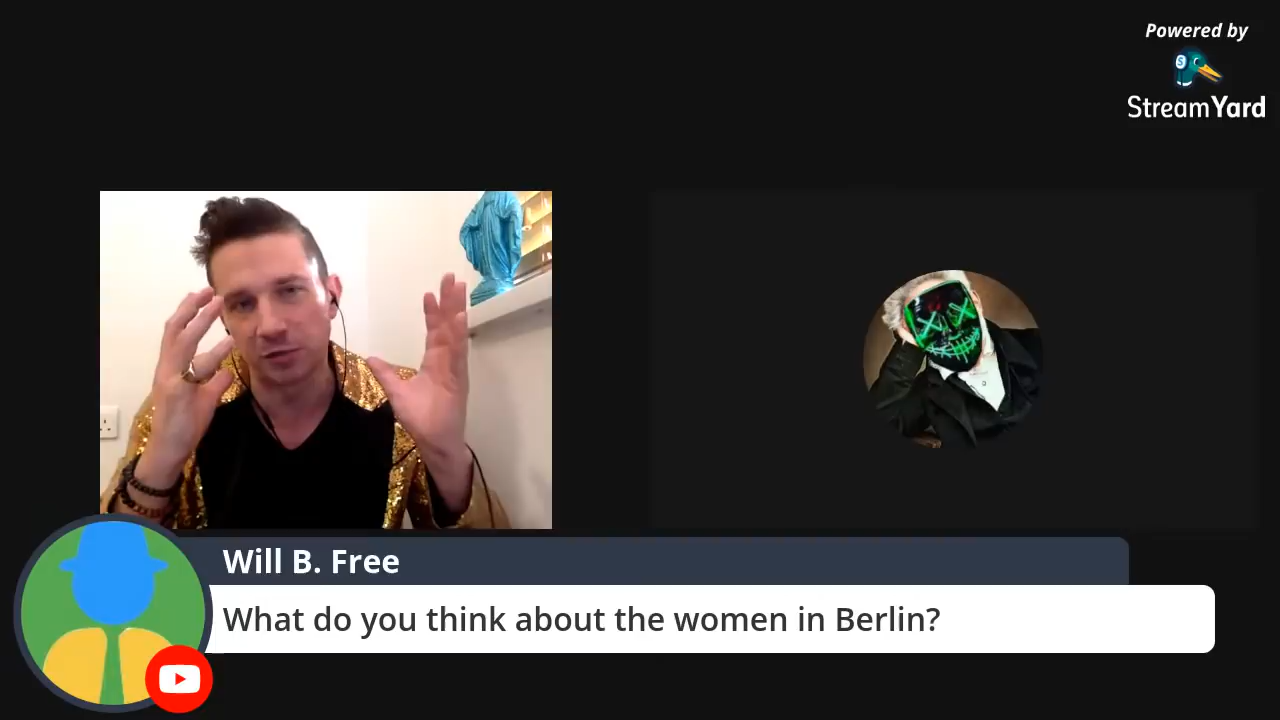 Powered by
StreamYard
Will B. Free
What do you think about the women in Berlin?